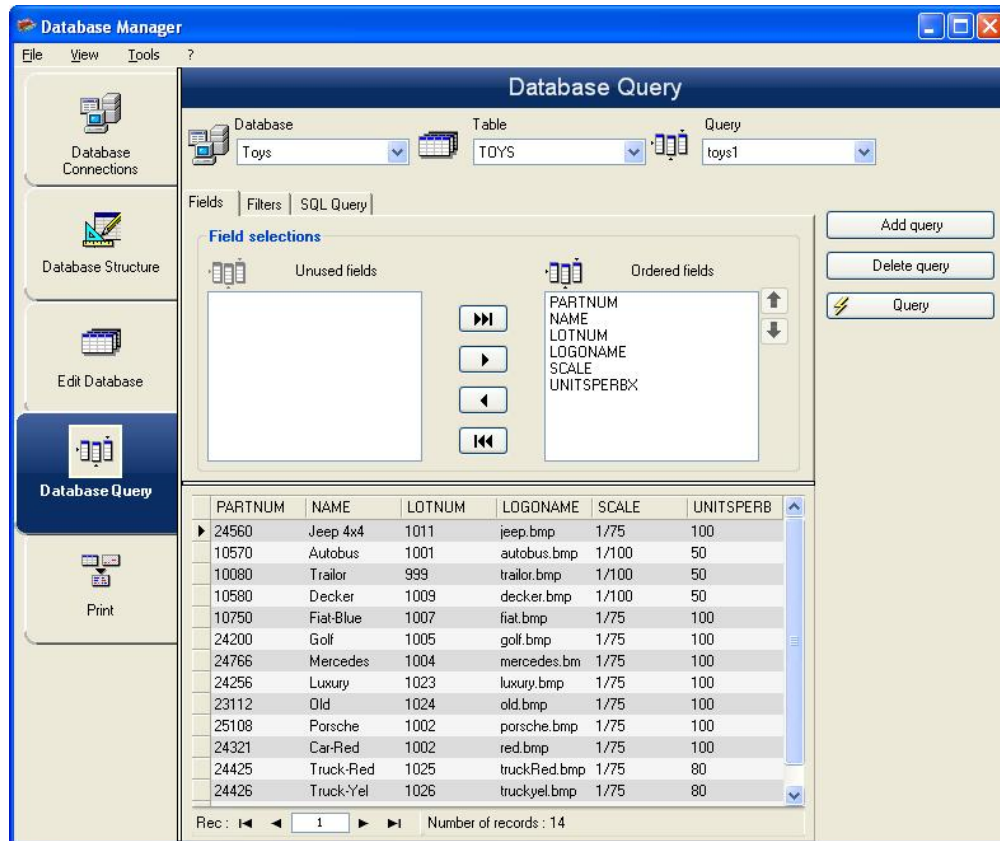 Database Manager
File View Tools ?
Database Connections
Database Structure
Edit Database
Database Query
Print
Database Query
Database Table Query
Toys TOYS toys1
Fields Filters SQL Query
Field selections
Unused fields Ordered fields
PARTNUM
NAME
LOTNUM
LOGONAME
SCALE
UNITSPERBX
Add query
Delete query
Query
PARTNUM NAME LOTNUM LOGONAME SCALE UNITSPERB
24560 Jeep 4x4 1011 jeep.bmp 1/75 100
10570 Autobus 1001 autobus.bmp 1/100 50
10080 Trailor 999 trailor.bmp 1/100 50
10580 Decker 1009 decker.bmp 1/100 50
10750 Fiat-Blue 1007 fiat.bmp 1/75 100
24200 Golf 1005 golf.bmp 1/75 100
24766 Mercedes 1004 mercedes.bm 1/75 100
24256 Luxury 1023 luxury.bmp 1/75 100
23112 Old 1024 old.bmp 1/75 100
25108 Porsche 1002 porsche.bmp 1/75 100
24321 Car-Red 1002 red.bmp 1/75 100
24425 Truck-Red 1025 truckRed.bmp 1/75 80
24426 Truck-Yel 1026 truckyel.bmp 1/75 80
Rec : 1 Number of records : 14